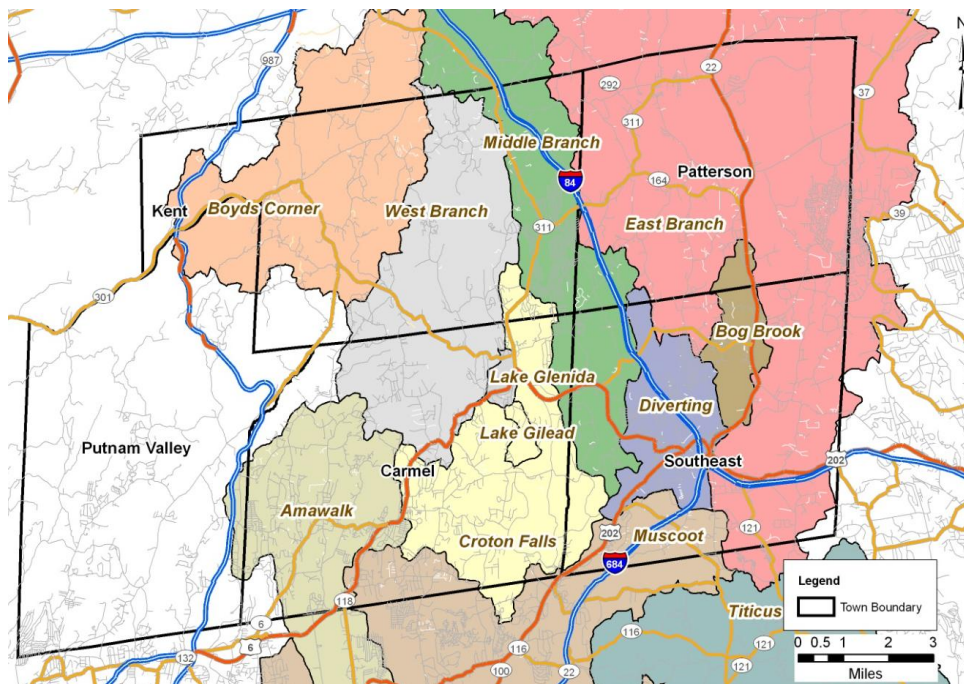 N
987
22
37
292
311
Middle Branch
84
164
Patterson
Kent
Boyds Corner
West Branch
39
311
East Branch
301
Bog Brook
Lake Glenida
Diverting
Lake Gilead
Putnam Valley
Carmel
Southeast
202
Amawalk
121
Croton Falls
202
Muscoot
684
Legend
Town Boundary
118
Titicus
6
116
6
116
121
132
100
22
121
0 0.5 1 2 3
Miles